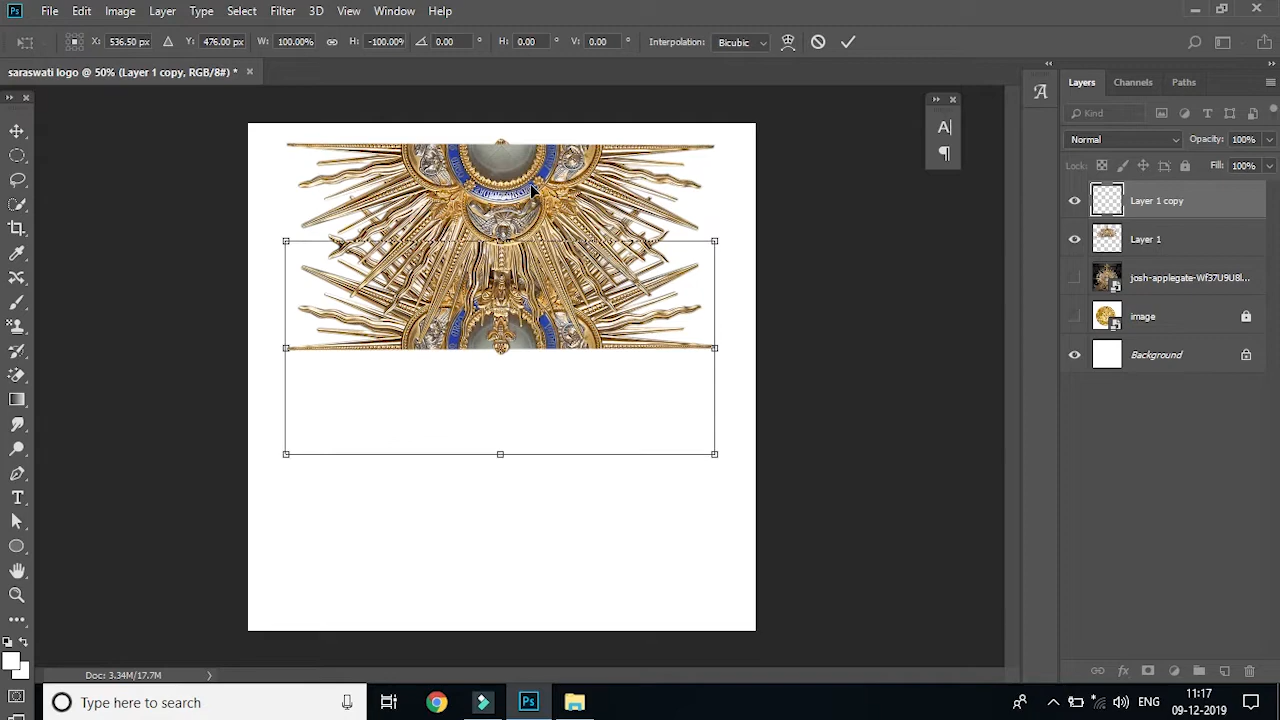 Ps File Edit Image Layer Type Select Filter 3D View Window Help
X: 536.50 px Y: 476.00 px W: 100.00% H: -100.00% 0.00 ° H: 0.00 ° V: 0.00 ° Interpolation: Bicubic
saraswati logo @ 50% (Layer 1 copy, RGB/8#) * ×
Layers Channels Paths
Kind
Normal Opacity: 100%
Lock: Fill: 100%
Layer 1 copy
Layer 1
josh-applegate-Wf37U9U8l...
image
Background
Doc: 3.34M/17.7M
Type here to search
Ps
ENG
11:17
09-12-2019